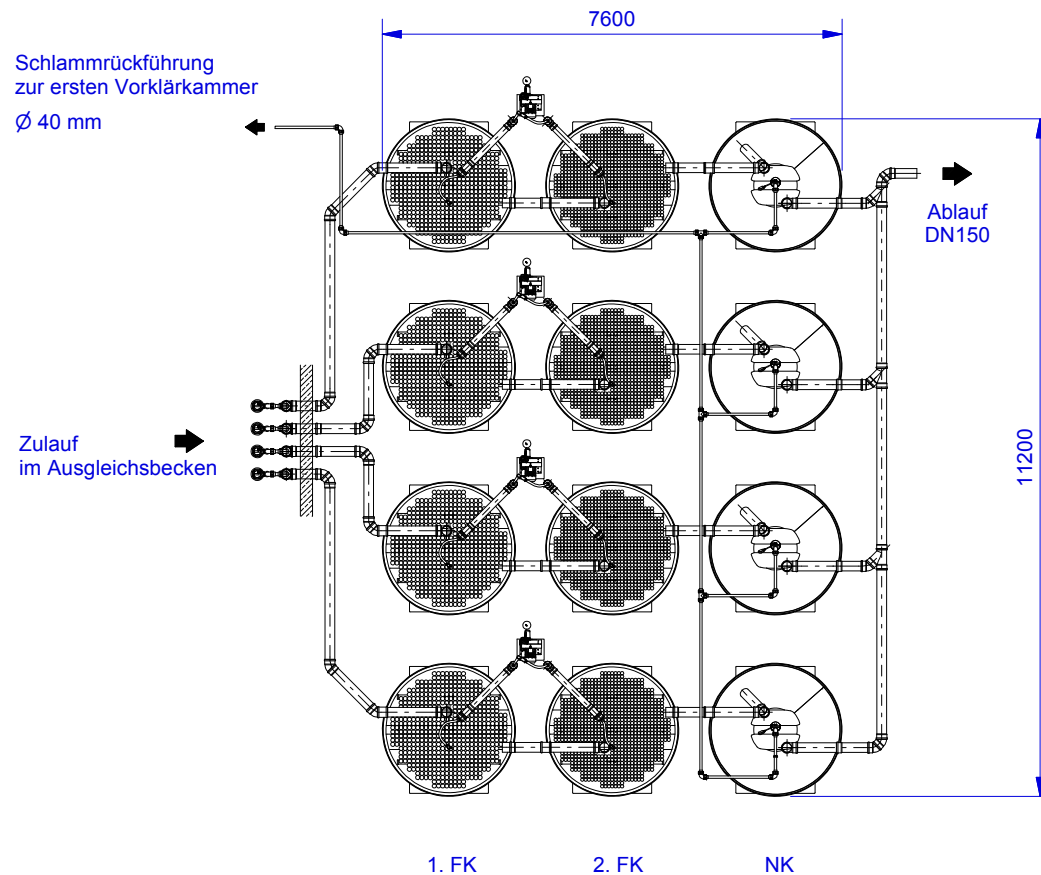 7600
Schlammrückführung
zur ersten Vorklärkammer
Ø 40 mm
Ablauf
DN150
Zulauf
im Ausgleichsbecken
11200
1. FK
2. FK
NK